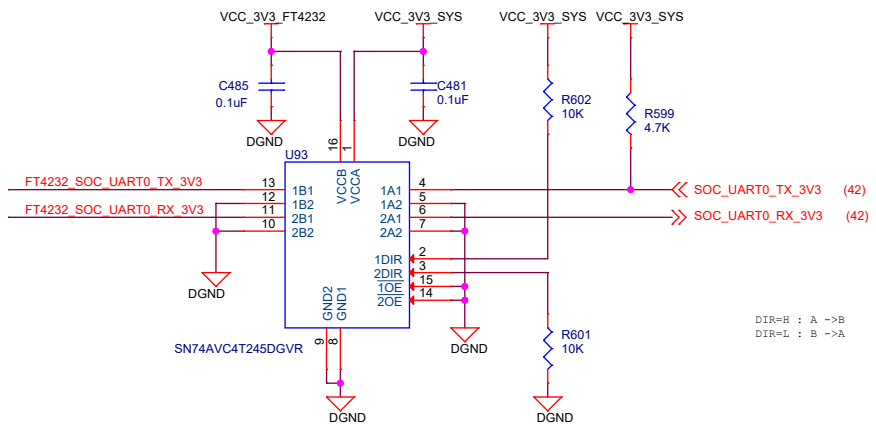 VCC_3V3_FT4232 VCC_3V3_SYS VCC_3V3_SYS VCC_3V3_SYS
C485
0.1uF
C481
0.1uF
R602
10K
R599
4.7K
DGND DGND
U93
16 1
VCCB VCCA
FT4232_SOC_UART0_TX_3V3 13 1B1 1A1 4 SOC_UART0_TX_3V3 (42)
12 1B2 1A2 5
FT4232_SOC_UART0_RX_3V3 11 2B1 2A1 6 SOC_UART0_RX_3V3 (42)
10 2B2 2A2 7
1DIR 2
2DIR 3
1OE 15
2OE 14
DGND
GND2 GND1
9 8
SN74AVC4T245DGVR
DGND
R601
10K
DIR=H : A ->B
DIR=L : B ->A
DGND DGND